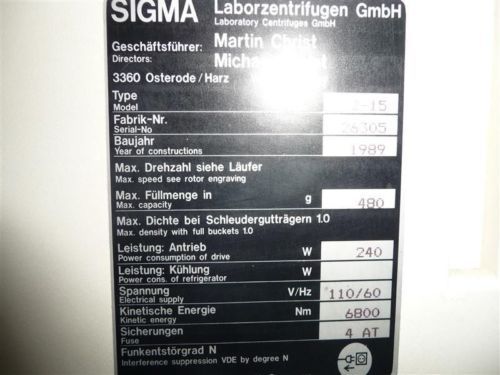 SIGMA Laborzentrifugen GmbH
Laboratory Centrifuges GmbH
Geschäftsführer: Martin Christ
Directors:
3360 Osterode/Harz
Type
Model 2-15
Fabrik-Nr.
Serial-No 26305
Baujahr
Year of constructions 1989
Max. Drehzahl siehe Läufer
Max. speed see rotor engraving
Max. Füllmenge in g 480
Max. capacity
Max. Dichte bei Schleudergutträgern 1.0
Max. density with full buckets 1.0
Leistung: Antrieb W 240
Power consumption of drive
Leistung: Kühlung W
Power cons. of refrigerator
Spannung V/Hz 110/60
Electrical supply
Kinetische Energie Nm 6800
Kinetic energy
Sicherungen 4 AT
Fuse
Funkentstörgrad N
Interference suppression VDE by degree N